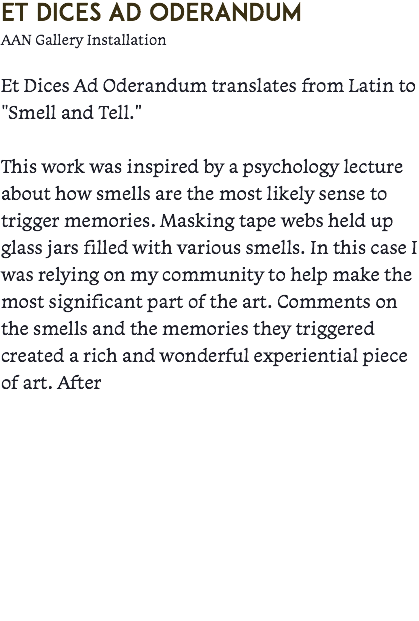 ET DICES AD ODERANDUM
AAN Gallery Installation
Et Dices Ad Oderandum translates from Latin to
"Smell and Tell."
This work was inspired by a psychology lecture
about how smells are the most likely sense to
trigger memories. Masking tape webs held up
glass jars filled with various smells. In this case I
was relying on my community to help make the
most significant part of the art. Comments on
the smells and the memories they triggered
created a rich and wonderful experiential piece
of art. After